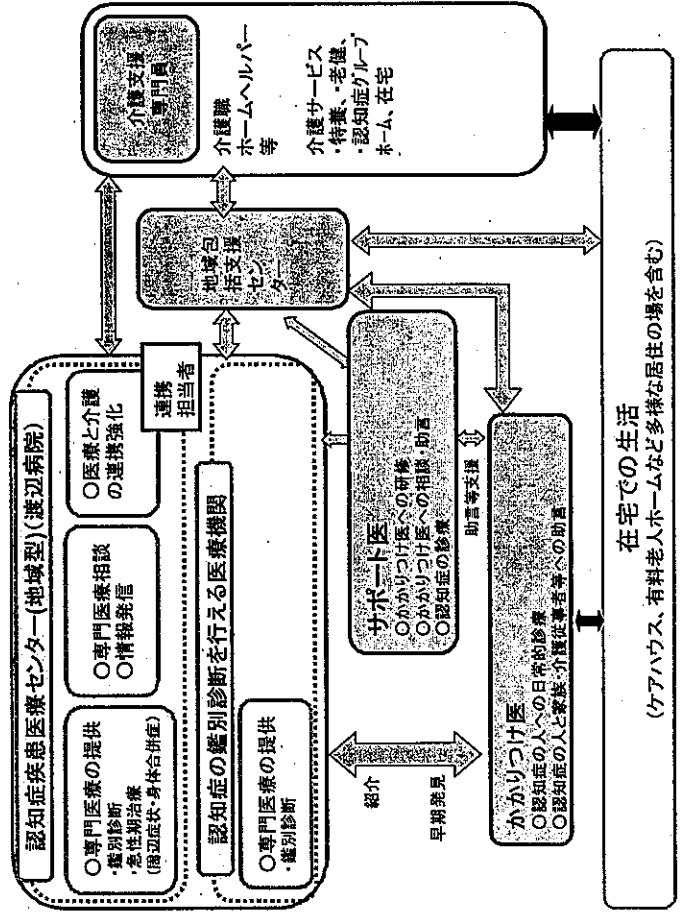 認知症疾患医療センター(地域型)(渡辺病院)
○専門医療の提供
・鑑別診断
・急性期治療
(周辺症状・身体合併症)
○専門医療相談
○情報発信
○医療と介護
の連携強化
連携
担当者
認知症の鑑別診断を行える医療機関
○専門医療の提供
・鑑別診断
地域包
括支援
センタ
ー
介護支援
専門員
介護職
ホームヘルパー
等
介護サービス
・特養、・老健、
・認知症グループ
ホーム、在宅
紹介
早期発見
サポート医
○かかりつけ医への研修
○かかりつけ医への相談・助言
○認知症の診療
助言等支援
かかりつけ医
○認知症の人への日常的診療
○認知症の人と家族・介護従事者等への助言
在宅での生活
(ケアハウス、有料老人ホームなど多様な居住の場を含む)